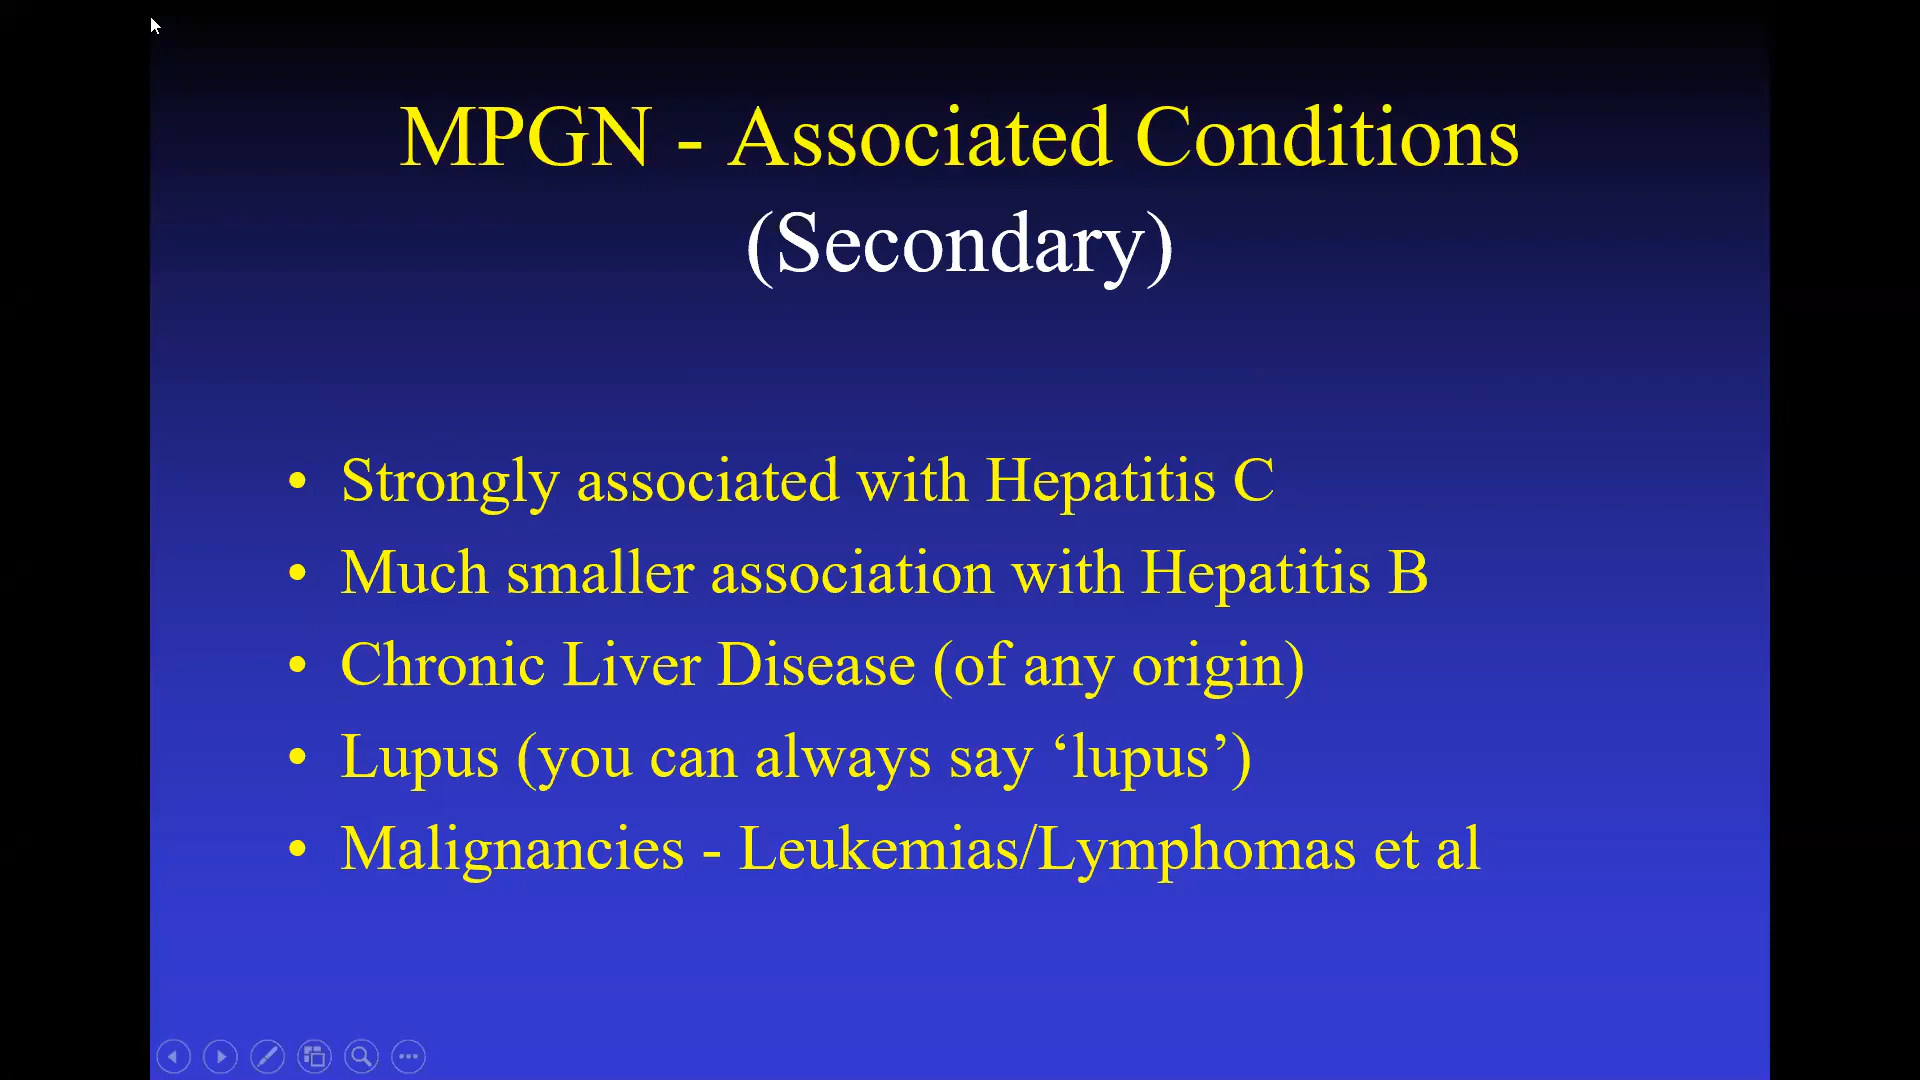 MPGN - Associated Conditions
(Secondary)
• Strongly associated with Hepatitis C
• Much smaller association with Hepatitis B
• Chronic Liver Disease (of any origin)
• Lupus (you can always say ‘lupus’)
• Malignancies - Leukemias/Lymphomas et al